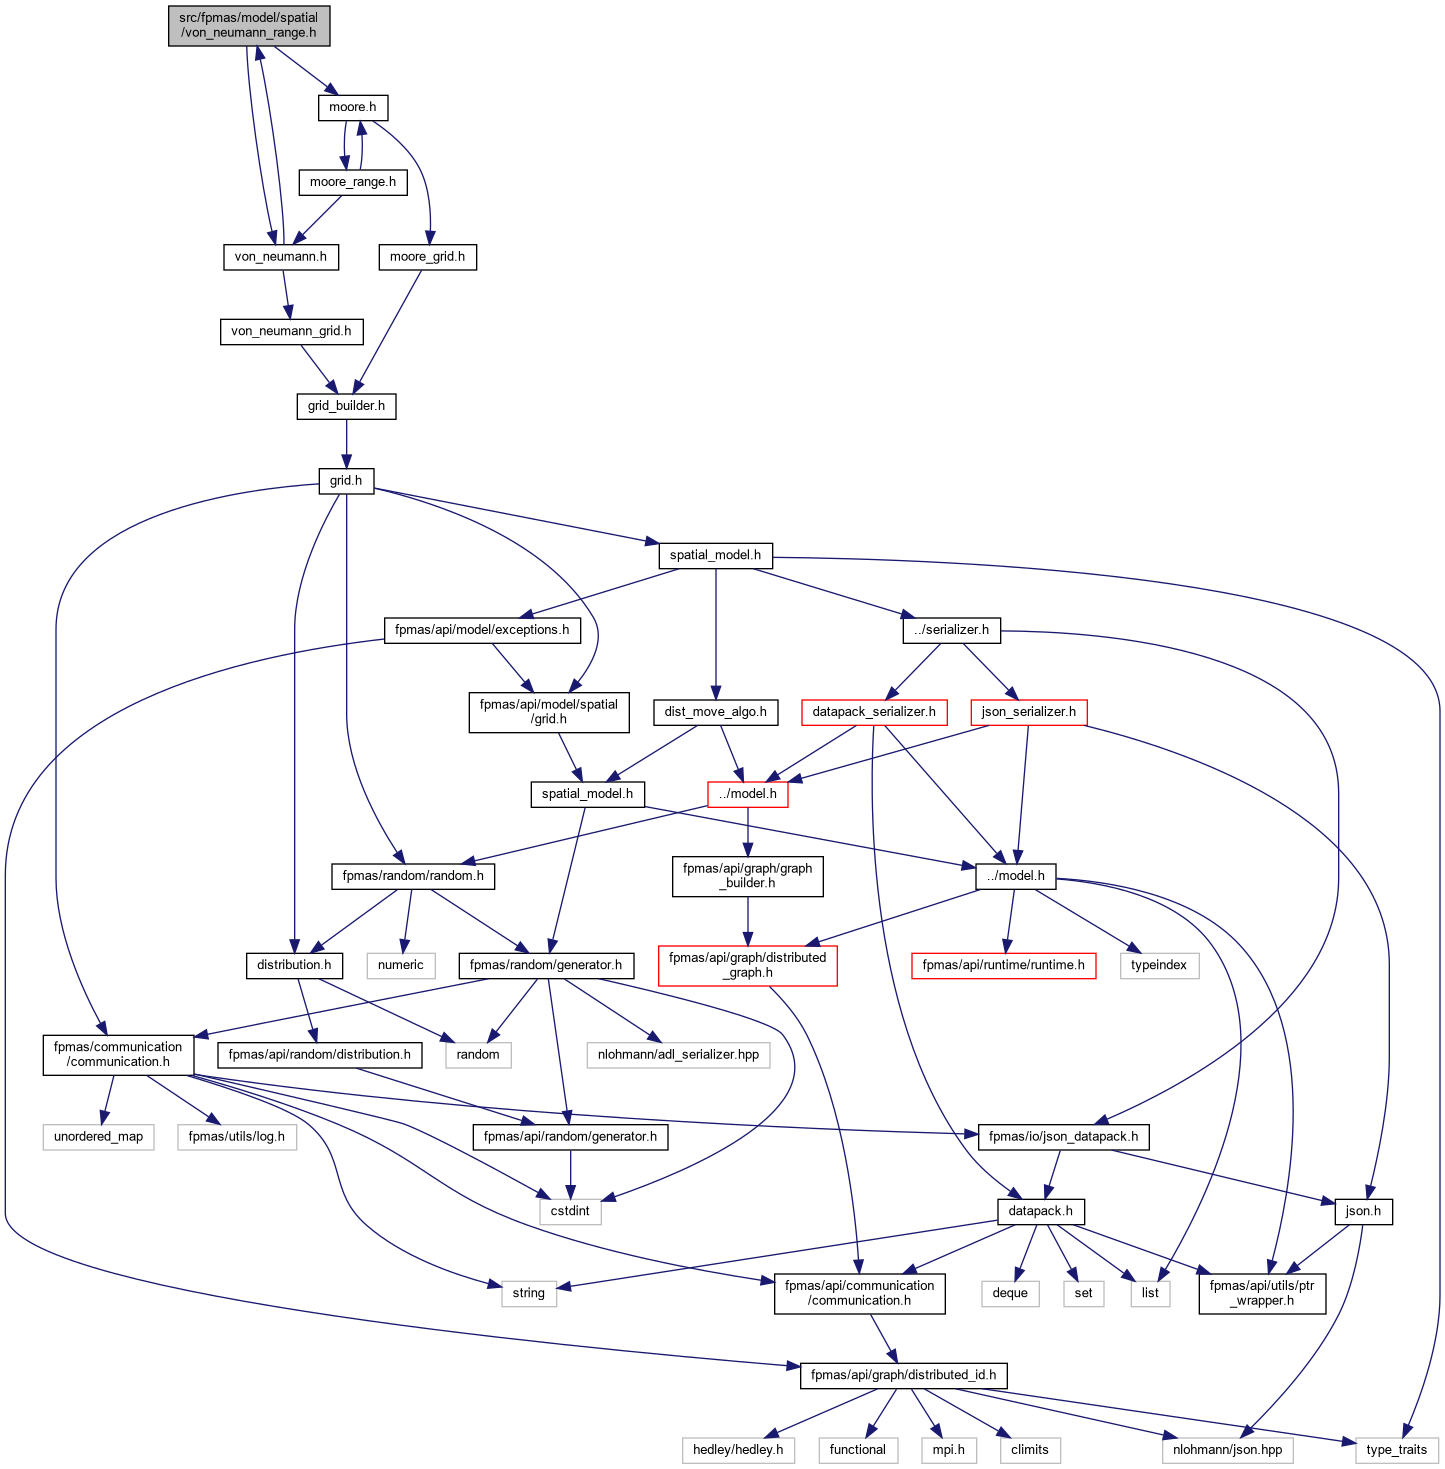 src/fpmas/model/spatial
/von_neumann_range.h
moore.h
moore_range.h
von_neumann.h
moore_grid.h
von_neumann_grid.h
grid_builder.h
grid.h
spatial_model.h
fpmas/api/model/exceptions.h
../serializer.h
fpmas/api/model/spatial
/grid.h
dist_move_algo.h
datapack_serializer.h
json_serializer.h
spatial_model.h
../model.h
fpmas/random/random.h
fpmas/api/graph/graph
_builder.h
../model.h
distribution.h
numeric
fpmas/random/generator.h
fpmas/api/graph/distributed
_graph.h
fpmas/api/runtime/runtime.h
typeindex
fpmas/communication
/communication.h
fpmas/api/random/distribution.h
random
nlohmann/adl_serializer.hpp
unordered_map
fpmas/utils/log.h
fpmas/api/random/generator.h
fpmas/io/json_datapack.h
cstdint
datapack.h
json.h
string
fpmas/api/communication
/communication.h
deque
set
list
fpmas/api/utils/ptr
_wrapper.h
fpmas/api/graph/distributed_id.h
hedley/hedley.h
functional
mpi.h
climits
nlohmann/json.hpp
type_traits